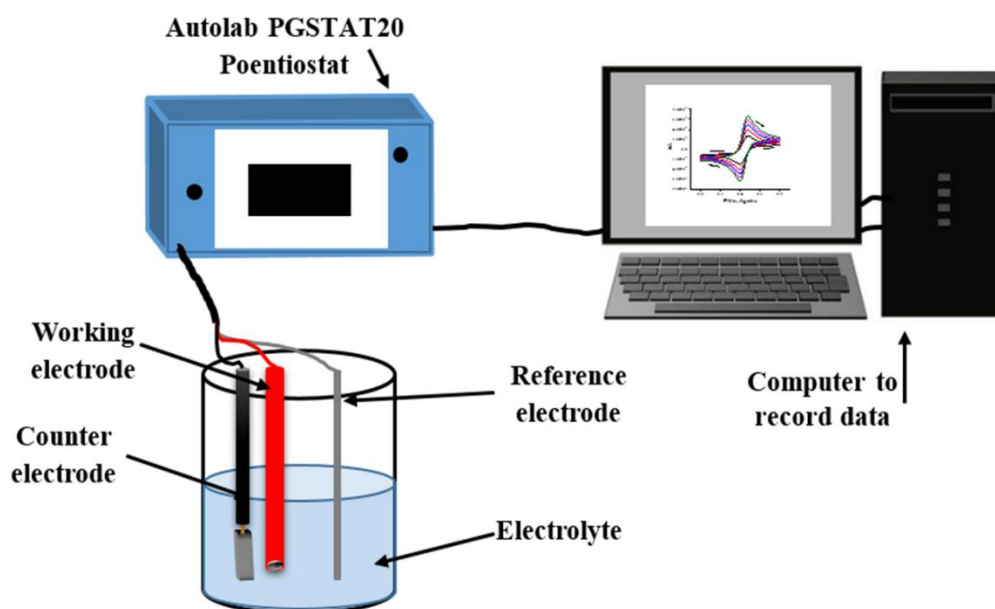 Autolab PGSTAT20
Poentiostat
Working
electrode
Counter
electrode
Reference
electrode
Electrolyte
Computer to
record data